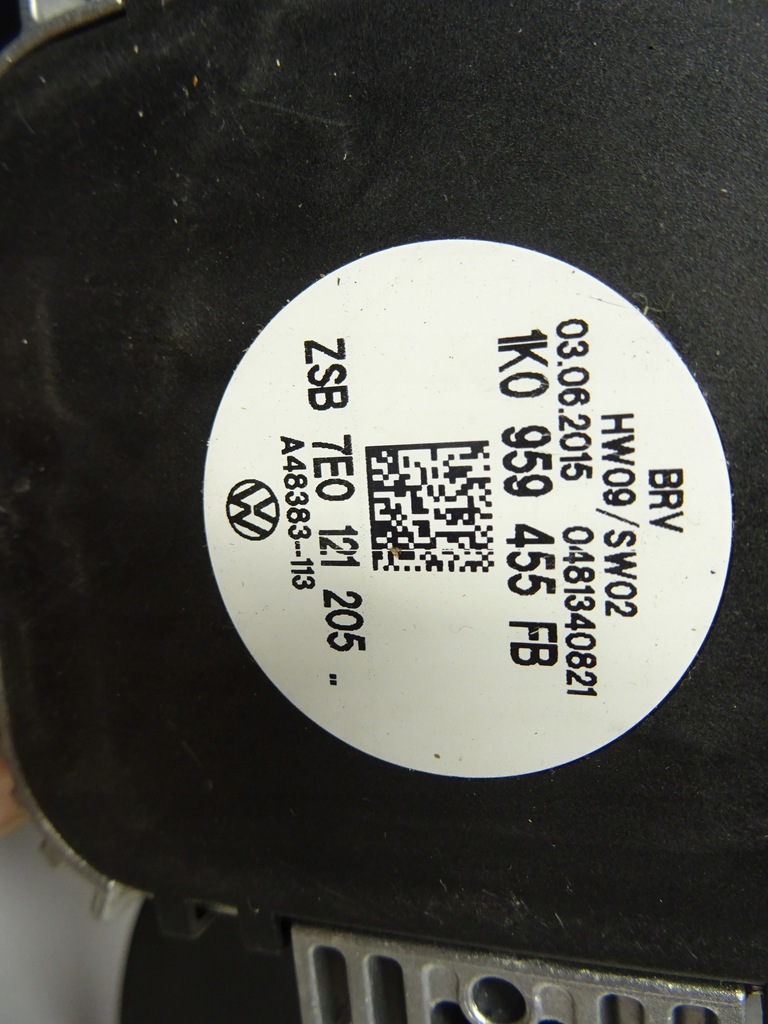 BRV
HW09/SW02
03.06.2015 0481340821
1K0 959 455 FB
ZSB 7E0 121 205 --
A48383--113